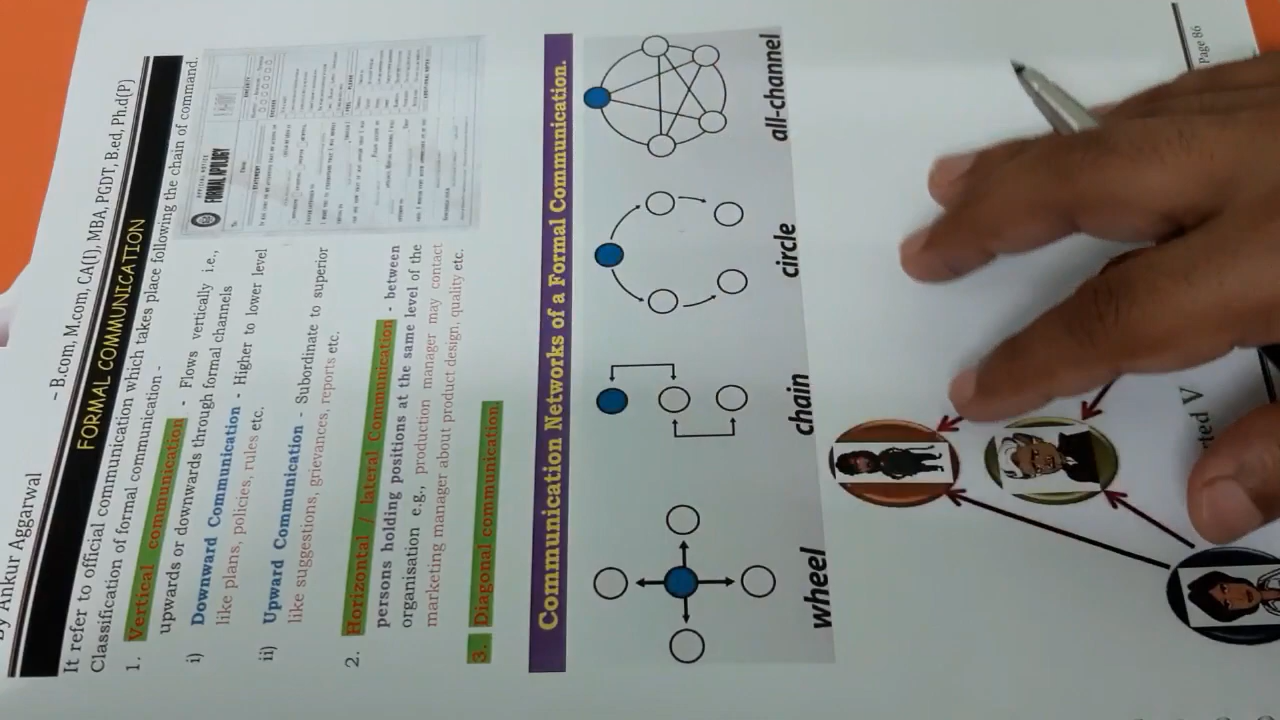 By Ankur Aggarwal
~ B.com, M.com, CA(I), MBA, PGDT, B.ed, Ph.d(P)
FORMAL COMMUNICATION
It refer to official communication which takes place following the chain of command.
Classification of formal communication -
1. Vertical communication - Flows vertically i.e.,
upwards or downwards through formal channels
i) Downward Communication - Higher to lower level
like plans, policies, rules etc.
ii) Upward Communication - Subordinate to superior
like suggestions, grievances, reports etc.
2. Horizontal / lateral Communication - between
persons holding positions at the same level of the
organisation e.g., production manager may contact
marketing manager about product design, quality etc.
3. Diagonal communication.
OFFICIAL NOTICE
FORMAL APOLOGY
Communication Networks of a Formal Communication.
wheel
chain
circle
all-channel
ted V
Page 86